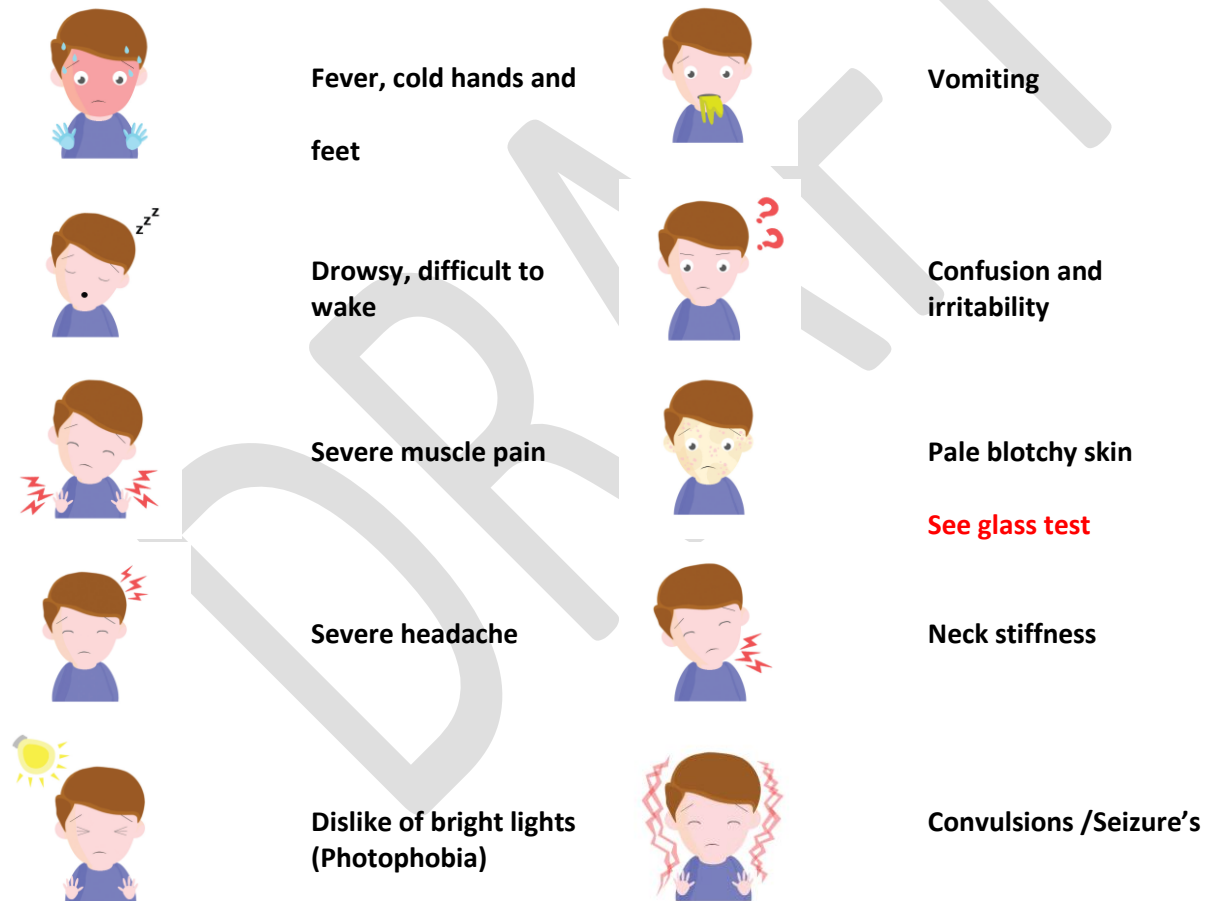 Fever, cold hands and
feet
Vomiting
zzz
Drowsy, difficult to
wake
??
Confusion and
irritability
Severe muscle pain
Pale blotchy skin
See glass test
Severe headache
Neck stiffness
Dislike of bright lights
(Photophobia)
Convulsions /Seizure's
DRAFT